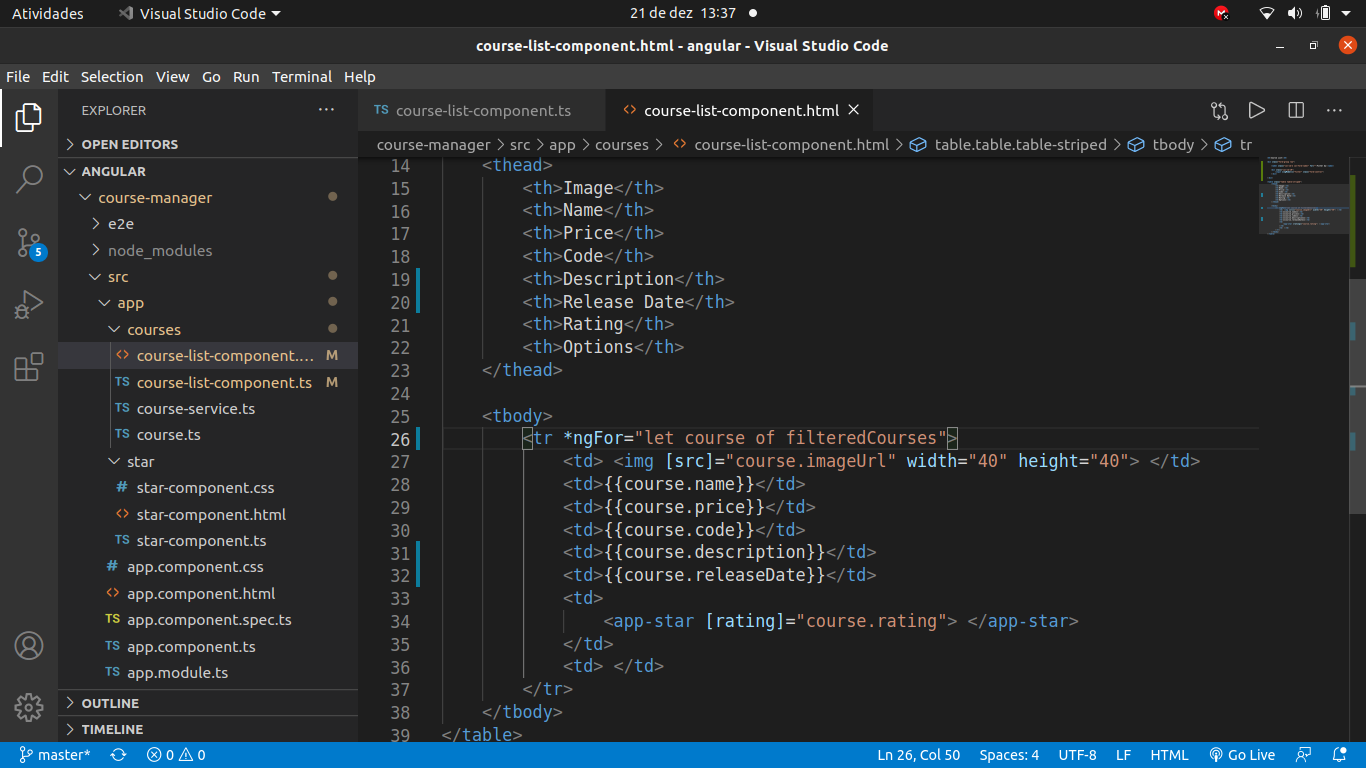 Atividades
Visual Studio Code
21 de dez 13:37
course-list-component.html - angular - Visual Studio Code
File Edit Selection View Go Run Terminal Help
EXPLORER
OPEN EDITORS
ANGULAR
course-manager
e2e
node_modules
src
app
courses
course-list-component.... M
TS course-list-component.ts M
TS course-service.ts
TS course.ts
star
# star-component.css
<> star-component.html
TS star-component.ts
# app.component.css
<> app.component.html
TS app.component.spec.ts
TS app.component.ts
TS app.module.ts
OUTLINE
TIMELINE
5
TS course-list-component.ts
<> course-list-component.html
course-manager > src > app > courses > <> course-list-component.html > table.table.table-striped > tbody > tr
14 <thead>
15 <th>Image</th>
16 <th>Name</th>
17 <th>Price</th>
18 <th>Code</th>
19 <th>Description</th>
20 <th>Release Date</th>
21 <th>Rating</th>
22 <th>Options</th>
23 </thead>
24
25 <tbody>
26 <tr *ngFor="let course of filteredCourses">
27 <td> <img [src]="course.imageUrl" width="40" height="40"> </td>
28 <td>{{course.name}}</td>
29 <td>{{course.price}}</td>
30 <td>{{course.code}}</td>
31 <td>{{course.description}}</td>
32 <td>{{course.releaseDate}}</td>
33 <td>
34 <app-star [rating]="course.rating"> </app-star>
35 </td>
36 <td> </td>
37 </tr>
38 </tbody>
39 </table>
master* 0 0 Ln 26, Col 50 Spaces: 4 UTF-8 LF HTML Go Live